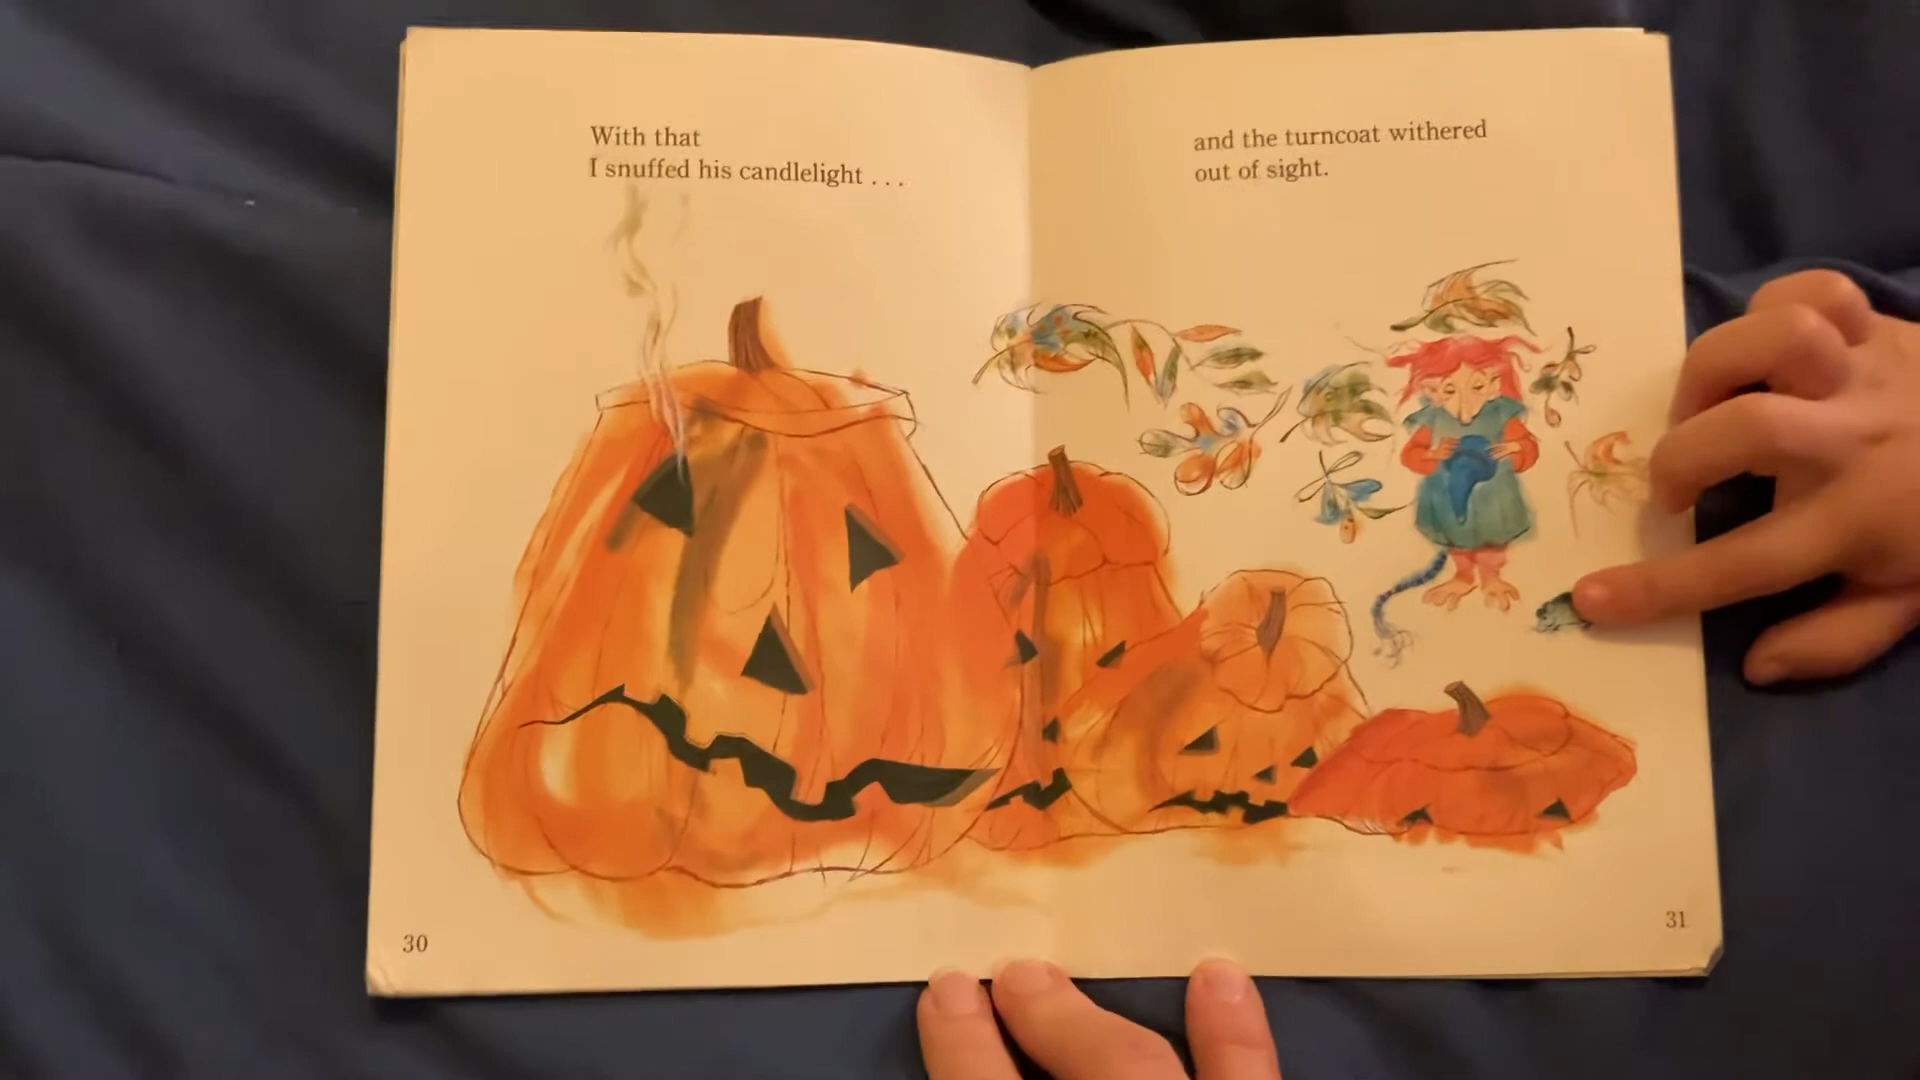 With that
I snuffed his candlelight . . .
and the turncoat withered
out of sight.
30
31